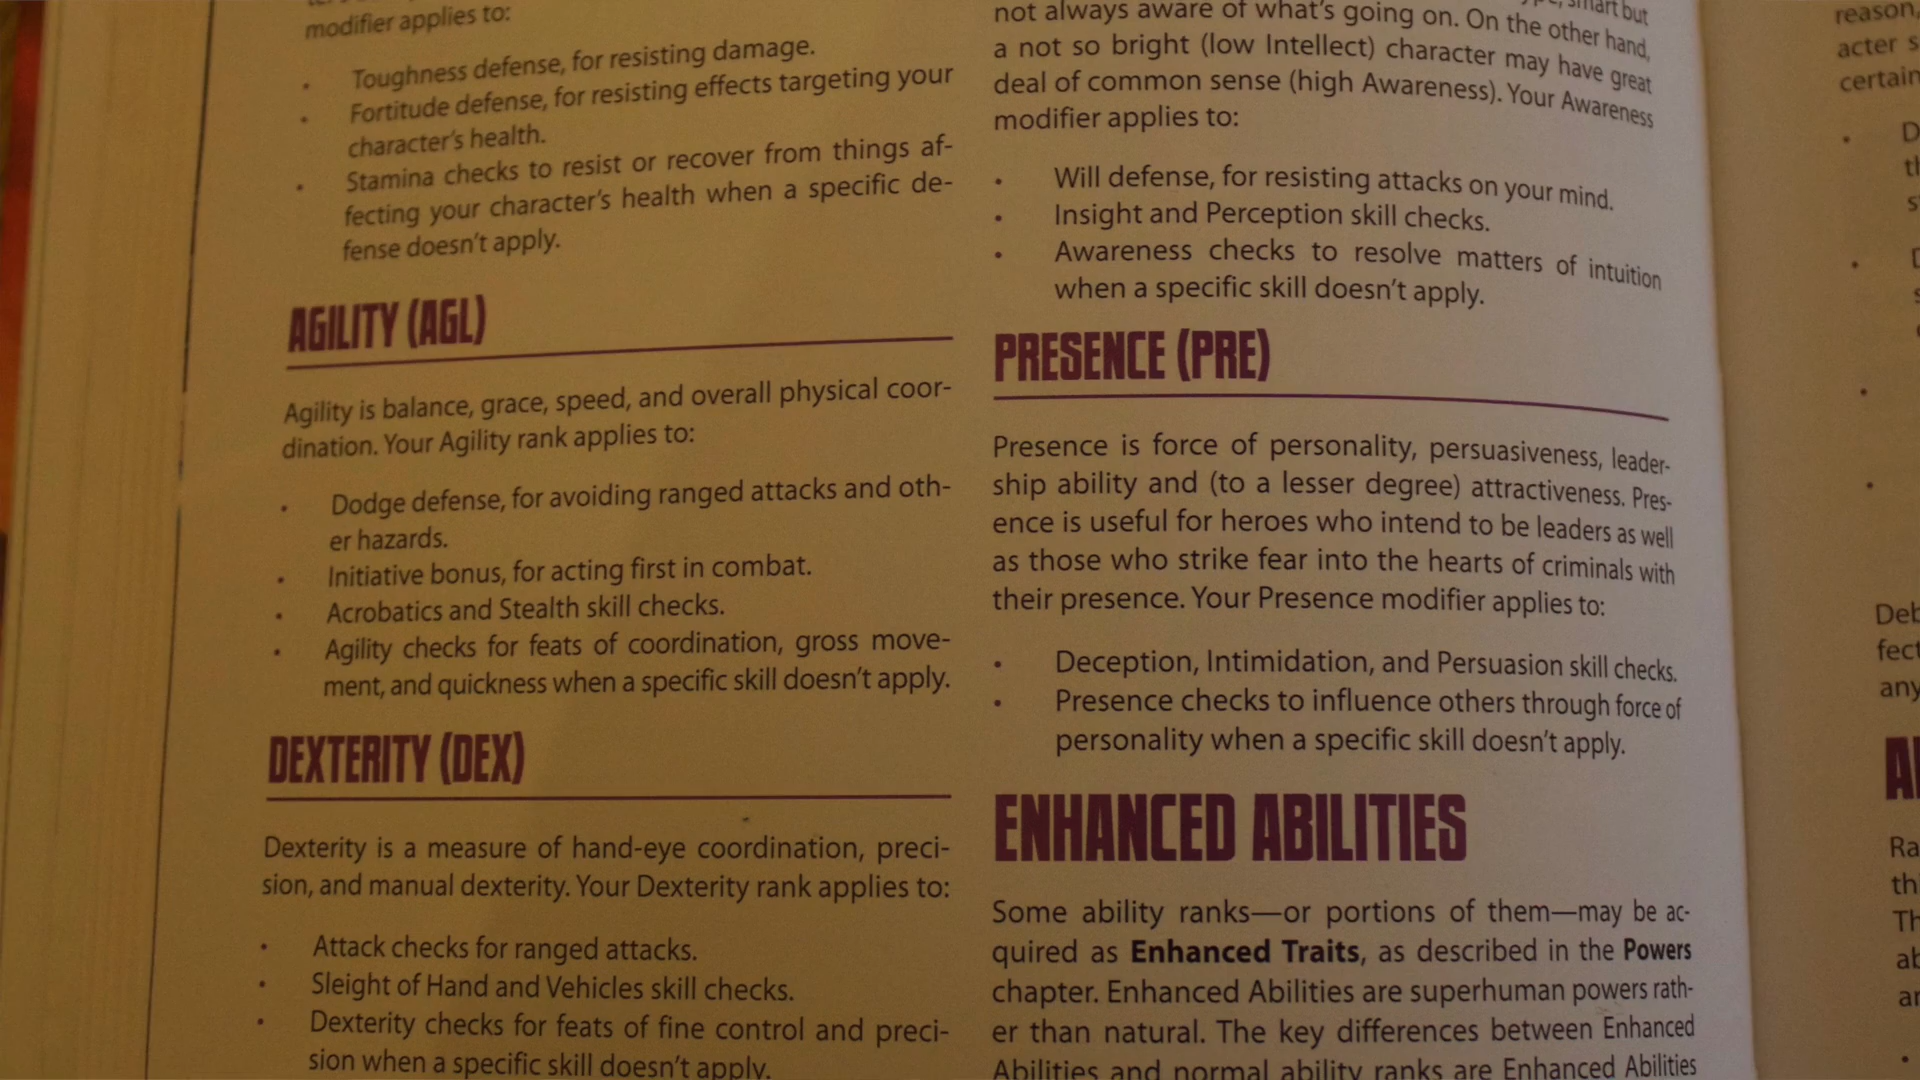 modifier applies to:
• Toughness defense, for resisting damage.
• Fortitude defense, for resisting effects targeting your
character's health.
• Stamina checks to resist or recover from things af-
fecting your character's health when a specific de-
fense doesn't apply.
AGILITY (AGL)
Agility is balance, grace, speed, and overall physical coor-
dination. Your Agility rank applies to:
• Dodge defense, for avoiding ranged attacks and oth-
er hazards.
• Initiative bonus, for acting first in combat.
• Acrobatics and Stealth skill checks.
• Agility checks for feats of coordination, gross move-
ment, and quickness when a specific skill doesn't apply.
DEXTERITY (DEX)
Dexterity is a measure of hand-eye coordination, preci-
sion, and manual dexterity. Your Dexterity rank applies to:
• Attack checks for ranged attacks.
• Sleight of Hand and Vehicles skill checks.
• Dexterity checks for feats of fine control and preci-
sion when a specific skill doesn't apply.
smart but
not always aware of what's going on. On the other hand,
a not so bright (low Intellect) character may have great
deal of common sense (high Awareness). Your Awareness
modifier applies to:
• Will defense, for resisting attacks on your mind.
• Insight and Perception skill checks.
• Awareness checks to resolve matters of intuition
when a specific skill doesn't apply.
PRESENCE (PRE)
Presence is force of personality, persuasiveness, leader-
ship ability and (to a lesser degree) attractiveness. Pres-
ence is useful for heroes who intend to be leaders as well
as those who strike fear into the hearts of criminals with
their presence. Your Presence modifier applies to:
• Deception, Intimidation, and Persuasion skill checks.
• Presence checks to influence others through force of
personality when a specific skill doesn't apply.
ENHANCED ABILITIES
Some ability ranks—or portions of them—may be ac-
quired as Enhanced Traits, as described in the Powers
chapter. Enhanced Abilities are superhuman powers rath-
er than natural. The key differences between Enhanced
Abilities and normal ability ranks are Enhanced Abilities
reason,
acter s
certain
• D
th
s
•
•
•
Deb
fect
any
Ra
thi
Th
ab
an
•